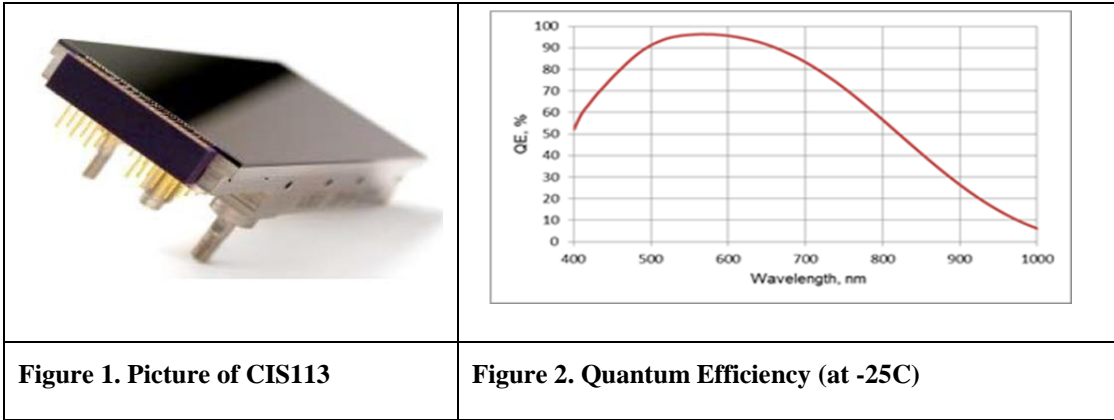 100
90
80
70
60
50
40
30
20
10
0
QE, %
400 500 600 700 800 900 1000
Wavelength, nm
Figure 1. Picture of CIS113
Figure 2. Quantum Efficiency (at -25C)